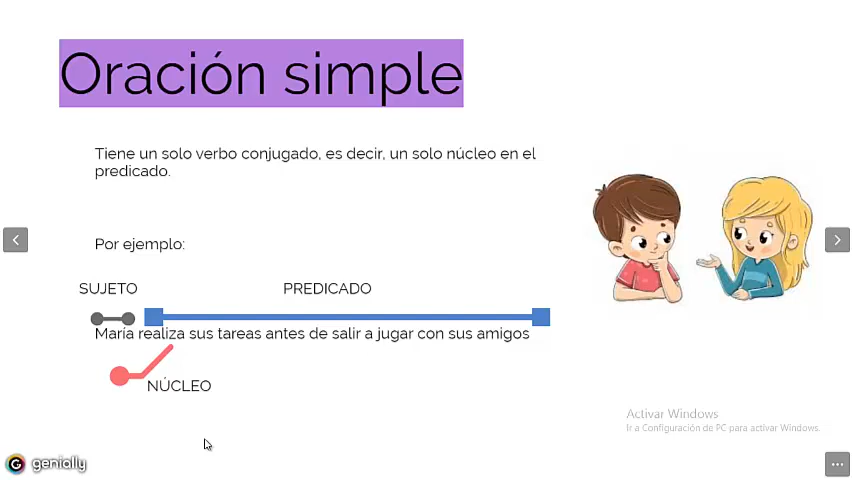 Oración simple
Tiene un solo verbo conjugado, es decir, un solo núcleo en el
predicado.
Por ejemplo:
SUJETO PREDICADO
María realiza sus tareas antes de salir a jugar con sus amigos
NÚCLEO
Activar Windows
Ir a Configuración de PC para activar Windows.
genially